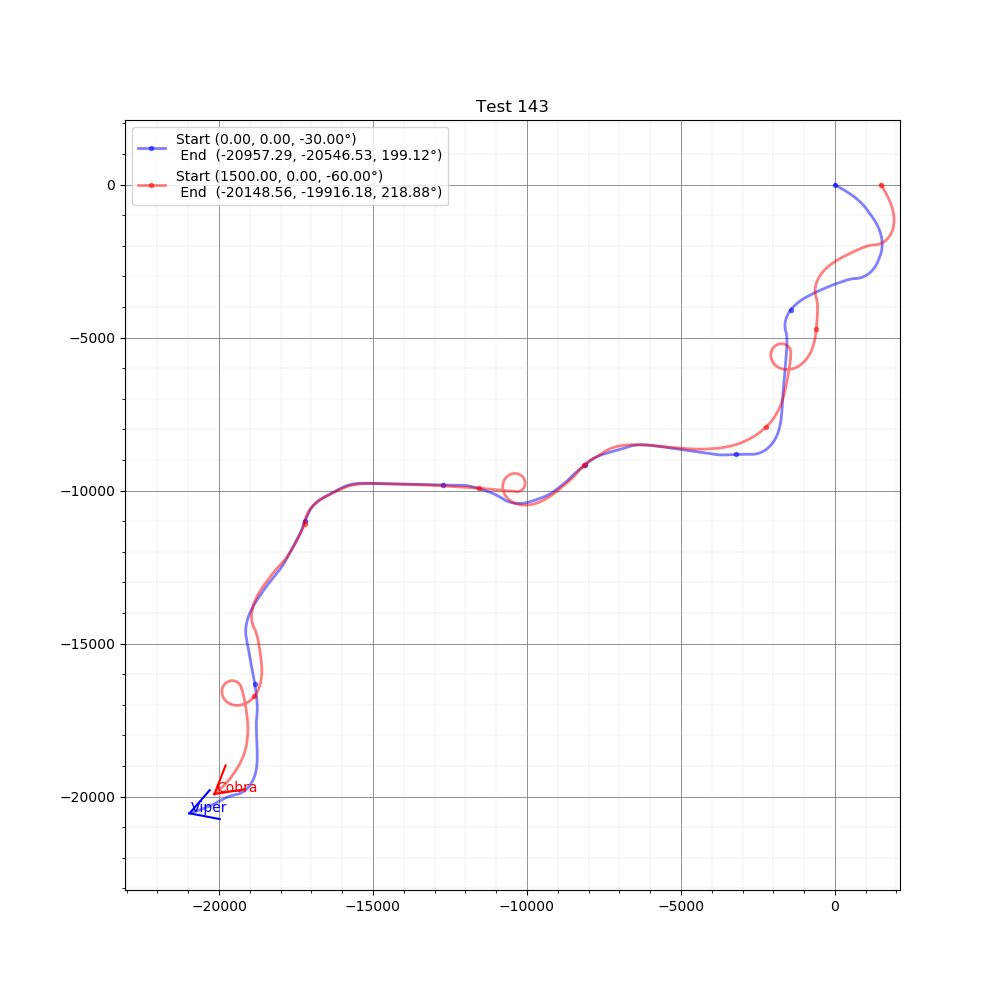 Test 143
Start (0.00, 0.00, -30.00°)
End (-20957.29, -20546.53, 199.12°)
Start (1500.00, 0.00, -60.00°)
End (-20148.56, -19916.18, 218.88°)
0
−5000
−10000
−15000
−20000
Cobra
Viper
−20000 −15000 −10000 −5000 0